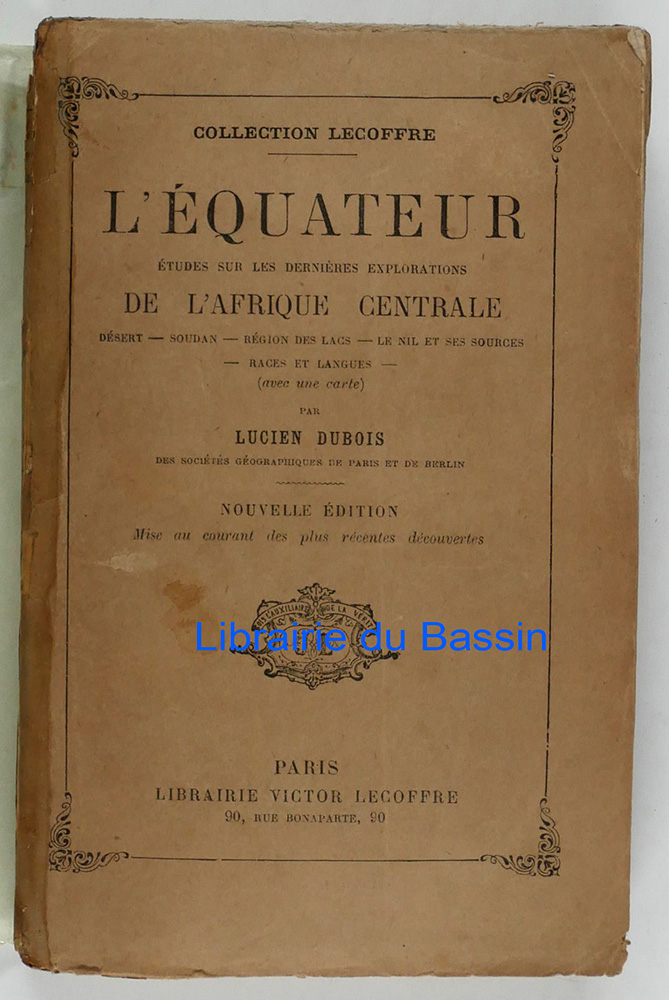 COLLECTION LECOFFRE
L'ÉQUATEUR
ÉTUDES SUR LES DERNIÈRES EXPLORATIONS
DE L'AFRIQUE CENTRALE
DÉSERT — SOUDAN — RÉGION DES LACS — LE NIL ET SES SOURCES
— RACES ET LANGUES —
(avec une carte)
PAR
LUCIEN DUBOIS
DES SOCIÉTÉS GÉOGRAPHIQUES DE PARIS ET DE BERLIN
NOUVELLE ÉDITION
Mise au courant des plus récentes découvertes
L'AUXILIAIRE DE LA
Librairie du Bassin
PARIS
LIBRAIRIE VICTOR LECOFFRE
90, RUE BONAPARTE, 90